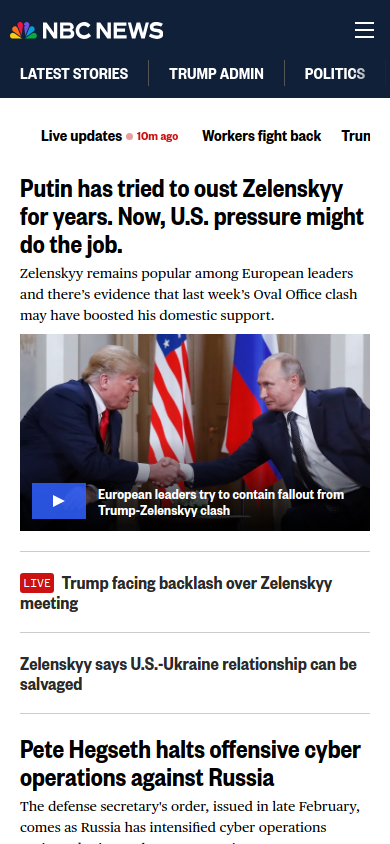 NBC NEWS
LATEST STORIES
TRUMP ADMIN
POLITICS
Live updates
10m ago
Workers fight back
Trum
Putin has tried to oust Zelenskyy
for years. Now, U.S. pressure might
do the job.
Zelenskyy remains popular among European leaders
and there's evidence that last week's Oval Office clash
may have boosted his domestic support.
European leaders try to contain fallout from
Trump-Zelenskyy clash
LIVE Trump facing backlash over Zelenskyy
meeting
Zelenskyy says U.S.-Ukraine relationship can be
salvaged
Pete Hegseth halts offensive cyber
operations against Russia
The defense secretary's order, issued in late February,
comes as Russia has intensified cyber operations